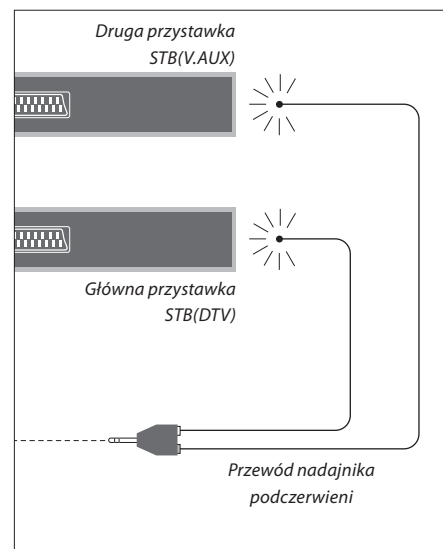 Druga przystawka
STB(V.AUX)
Główna przystawka
STB(DTV)
Przewód nadajnika
podczerwieni